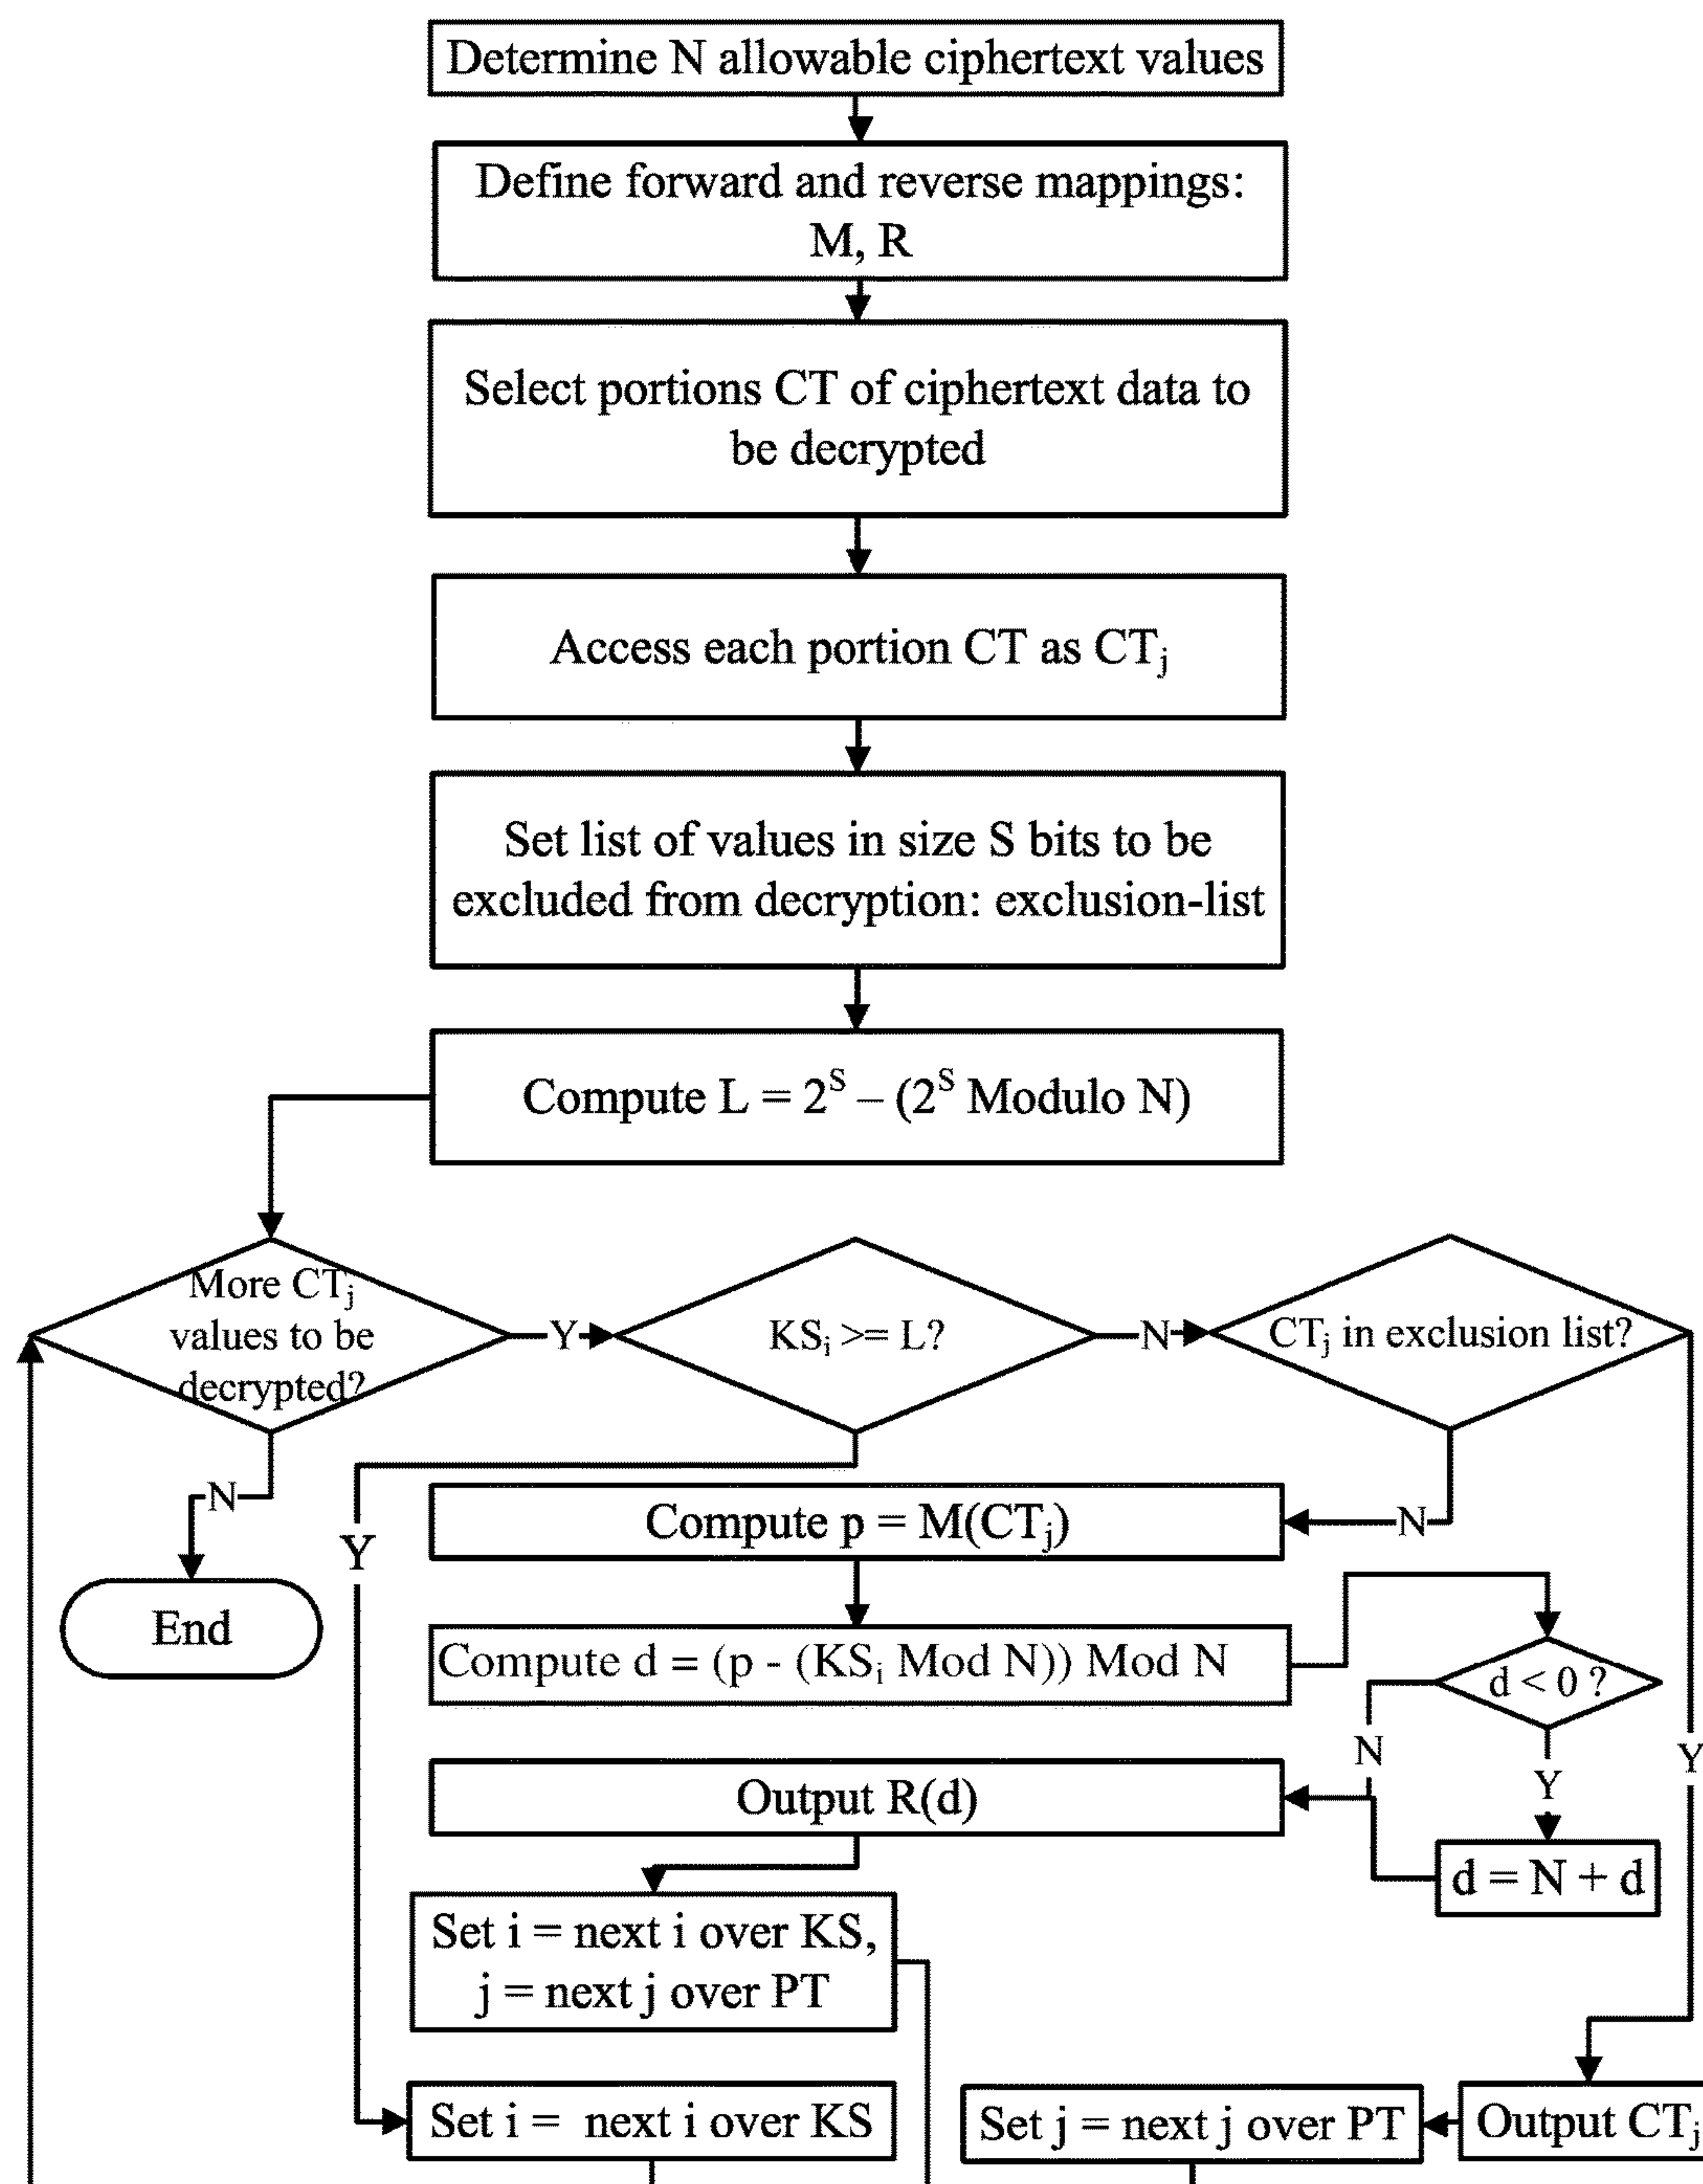 Determine N allowable ciphertext values
Define forward and reverse mappings:
M, R
Select portions CT of ciphertext data to
be decrypted
Access each portion CT as CTⱼ
Set list of values in size S bits to be
excluded from decryption: exclusion-list
Compute L = 2^S – (2^S Modulo N)
More CTⱼ
values to be
decrypted?
Y
KSᵢ >= L?
N
CTⱼ in exclusion list?
N
End
Y
Compute p = M(CTⱼ)
N
Compute d = (p - (KSᵢ Mod N)) Mod N
d < 0 ?
N
Y
Y
Output R(d)
d = N + d
Set i = next i over KS,
j = next j over PT
Set i = next i over KS
Set j = next j over PT
Output CTⱼ